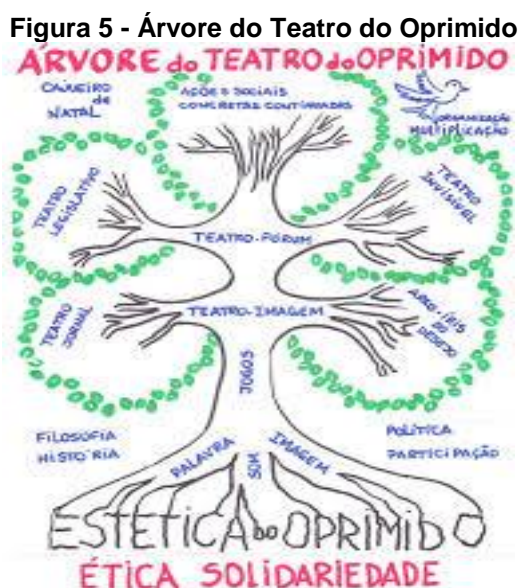 Figura 5 - Árvore do Teatro do Oprimido
ÁRVORE do TEATRO do OPRIMIDO
CAJUEIRO
de
NATAL
AÇÕES SOCIAIS
CONCRETAS CONTINUADAS
ORGANIZAÇÃO
MULTIPLICAÇÃO
TEATRO
LEGISLATIVO
TEATRO
INVISÍVEL
TEATRO-FÓRUM
TEATRO
JORNAL
TEATRO-IMAGEM
ARCO-ÍRIS
DO
DESEJO
JOGOS
FILOSOFIA
HISTÓRIA
POLÍTICA
PARTICIPAÇÃO
PALAVRA
SOM
IMAGEM
ESTÉTICA do OPRIMIDO
ÉTICA SOLIDARIEDADE